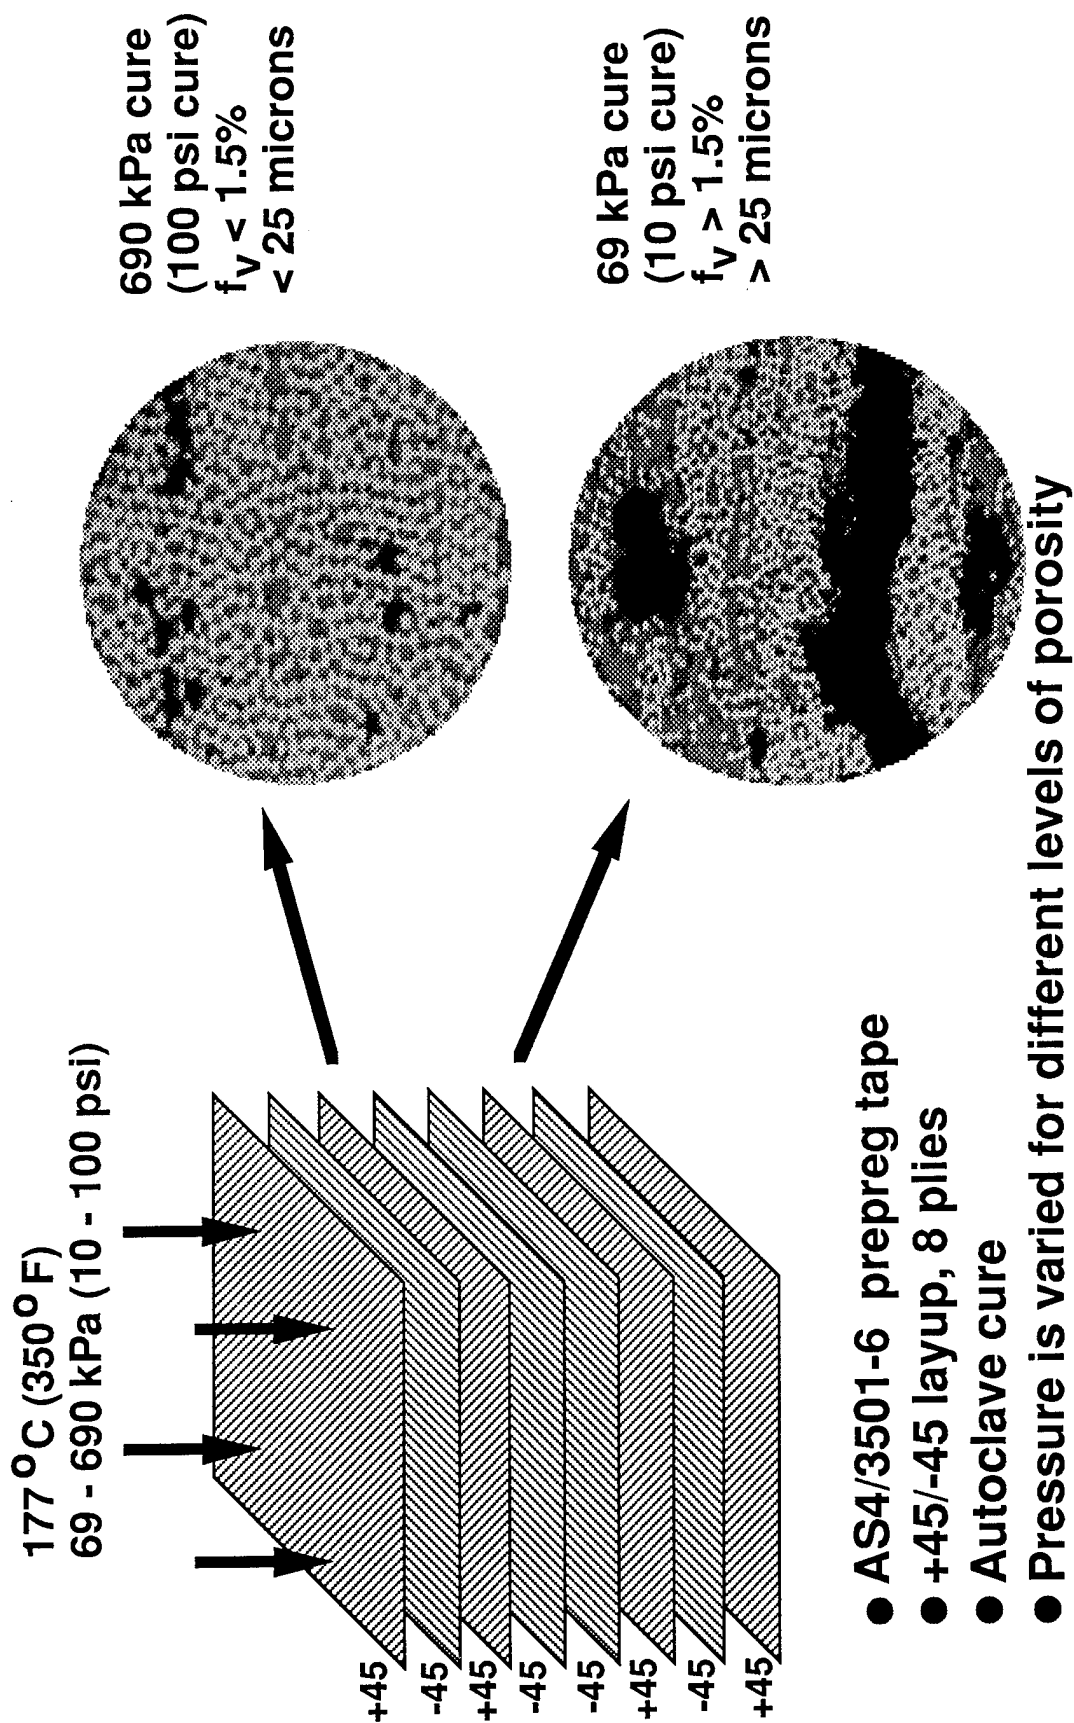 177°C (350°F)
69 - 690 kPa (10 - 100 psi)
+45
-45
+45
-45
-45
+45
-45
+45
690 kPa cure
(100 psi cure)
fv < 1.5%
< 25 microns
69 kPa cure
(10 psi cure)
fv > 1.5%
> 25 microns
● AS4/3501-6 prepreg tape
● +45/-45 layup, 8 plies
● Autoclave cure
● Pressure is varied for different levels of porosity